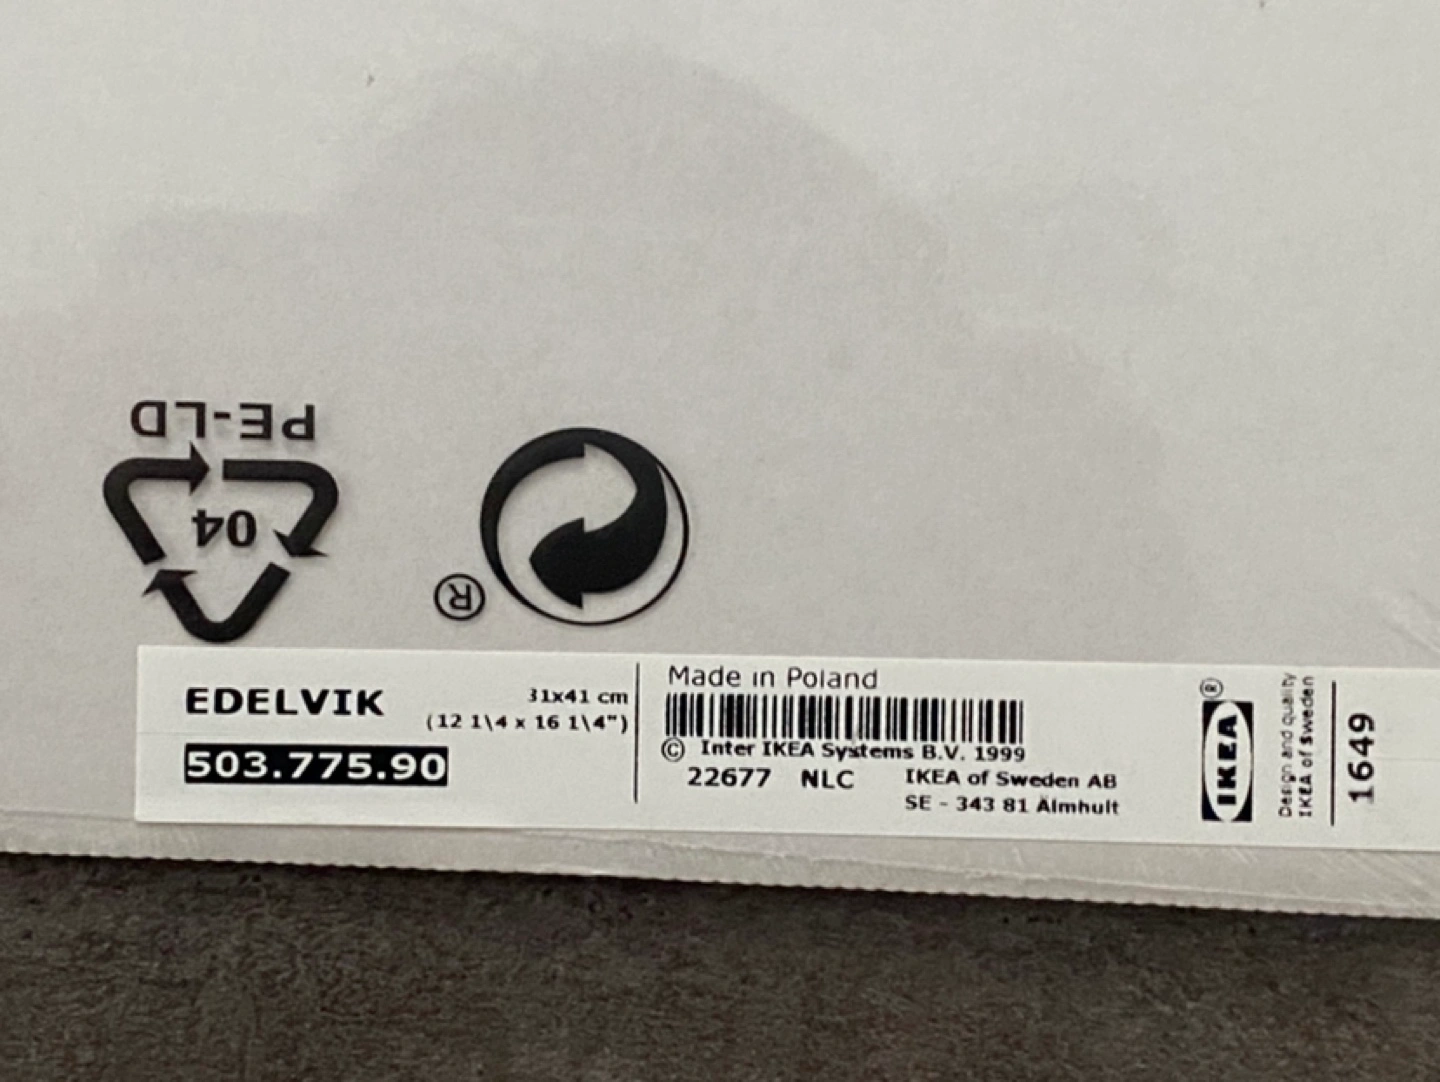 PE-LD
04
®
EDELVIK
31x41 cm
(12 1\4 x 16 1\4")
503.775.90
Made in Poland
© Inter IKEA Systems B.V. 1999
22677 NLC
IKEA of Sweden AB
SE - 343 81 Älmhult
IKEA®
Design and quality
IKEA of Sweden
1649